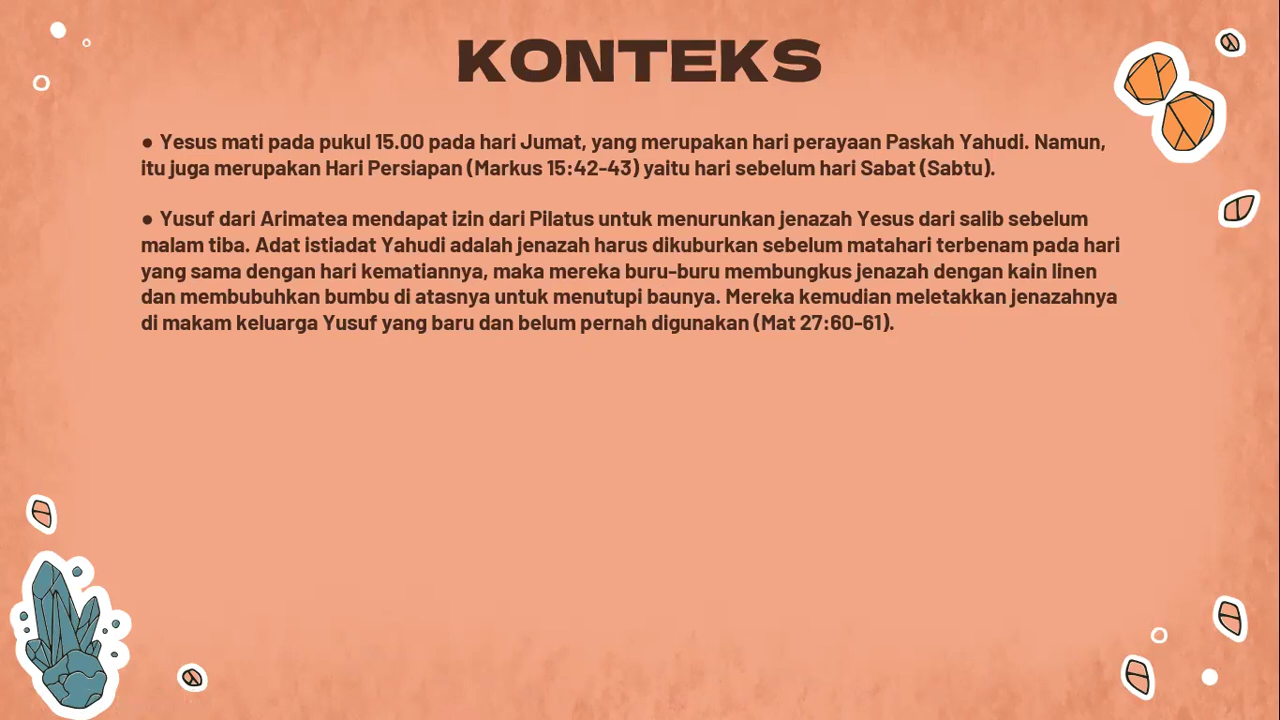 KONTEKS
● Yesus mati pada pukul 15.00 pada hari Jumat, yang merupakan hari perayaan Paskah Yahudi. Namun,
itu juga merupakan Hari Persiapan (Markus 15:42-43) yaitu hari sebelum hari Sabat (Sabtu).
● Yusuf dari Arimatea mendapat izin dari Pilatus untuk menurunkan jenazah Yesus dari salib sebelum
malam tiba. Adat istiadat Yahudi adalah jenazah harus dikuburkan sebelum matahari terbenam pada hari
yang sama dengan hari kematiannya, maka mereka buru-buru membungkus jenazah dengan kain linen
dan membubuhkan bumbu di atasnya untuk menutupi baunya. Mereka kemudian meletakkan jenazahnya
di makam keluarga Yusuf yang baru dan belum pernah digunakan (Mat 27:60-61).